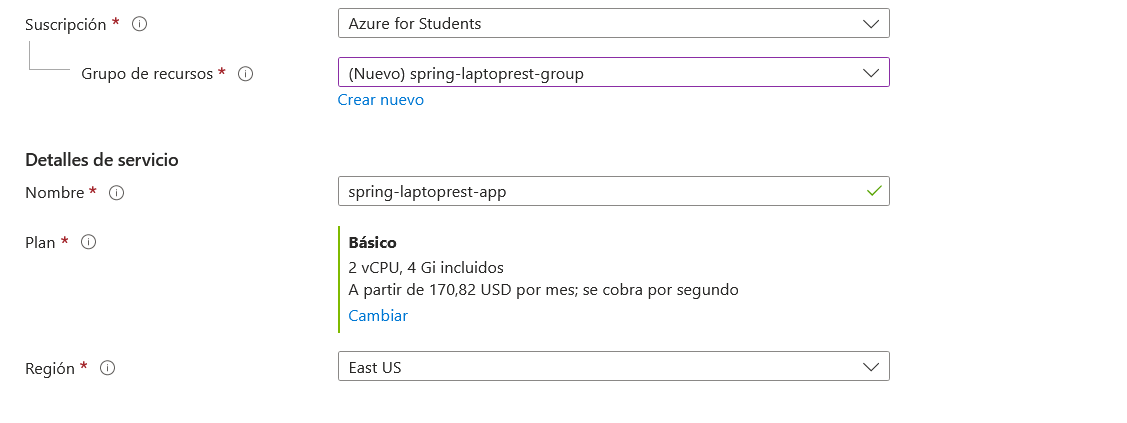 Suscripción *
Azure for Students
Grupo de recursos *
(Nuevo) spring-laptoprest-group
Crear nuevo
Detalles de servicio
Nombre *
spring-laptoprest-app
Plan *
Básico
2 vCPU, 4 Gi incluidos
A partir de 170,82 USD por mes; se cobra por segundo
Cambiar
Región *
East US